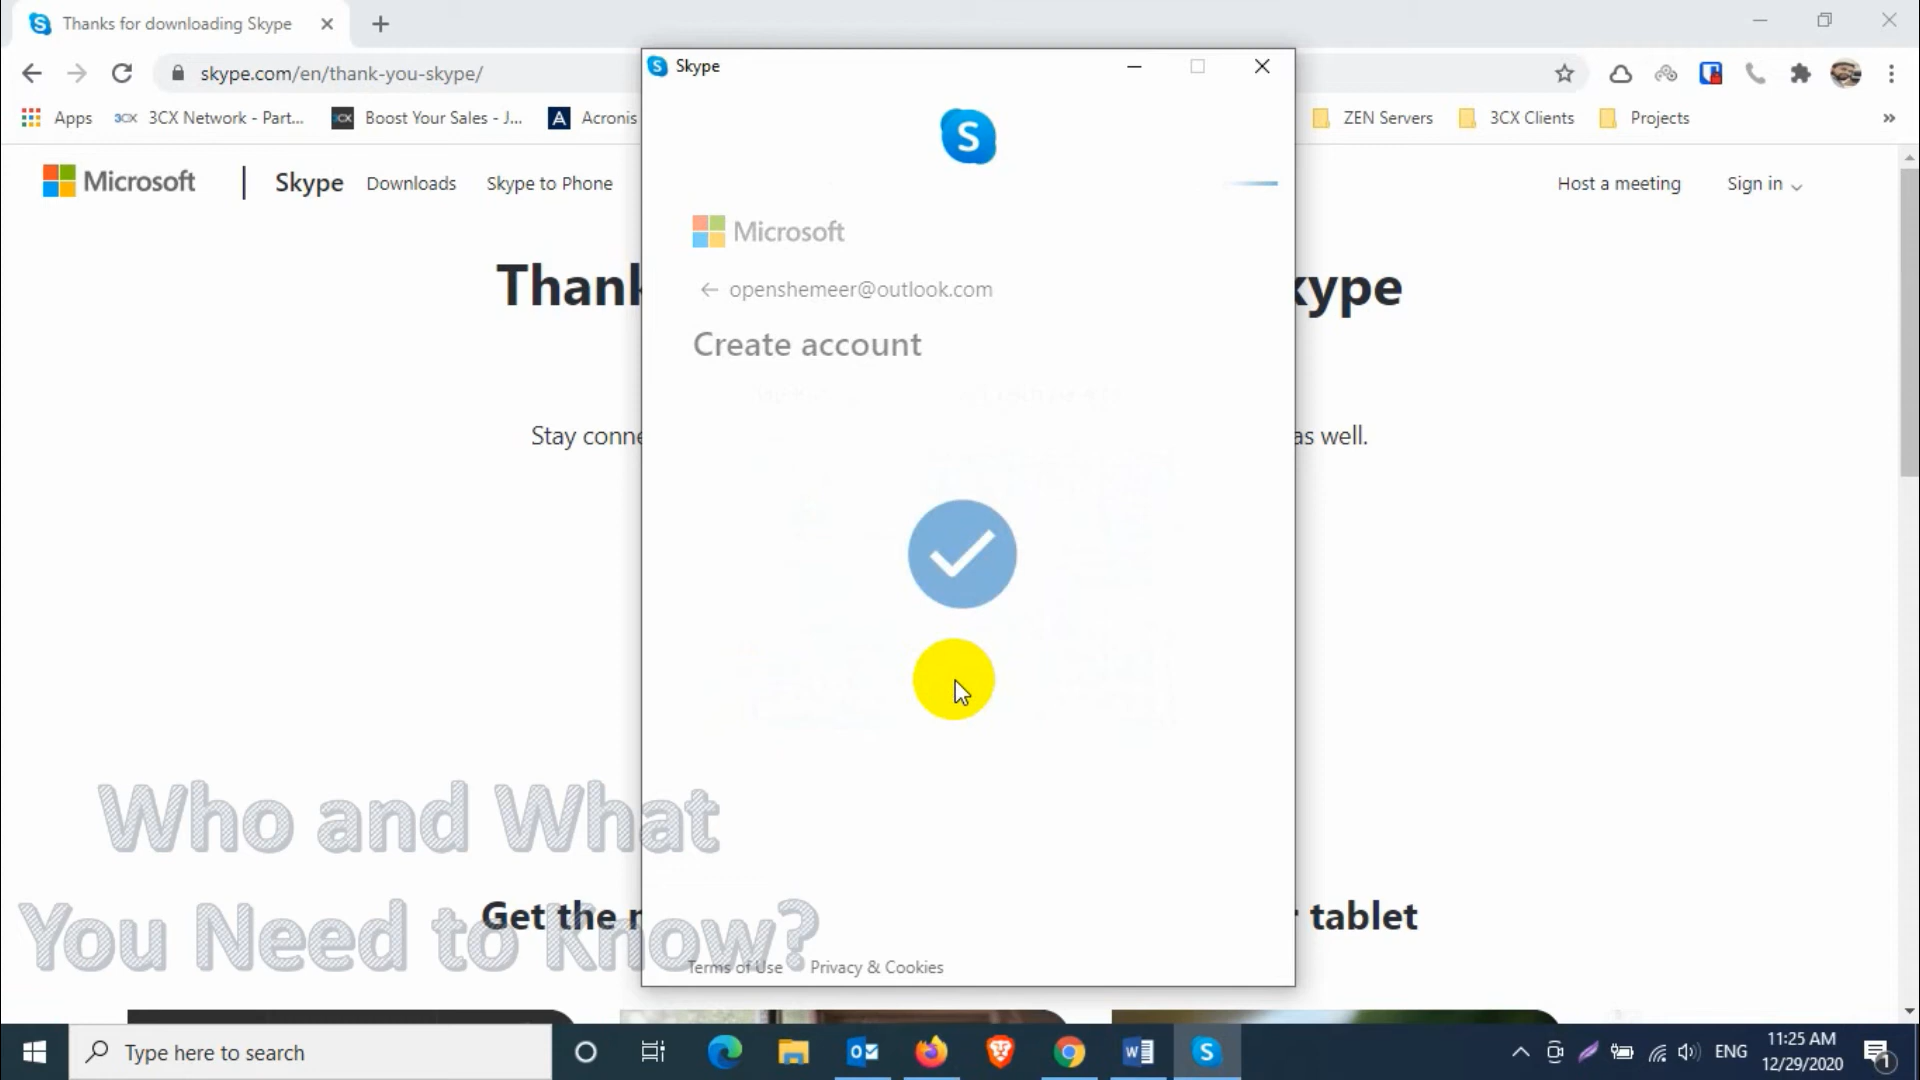 Thanks for downloading Skype
skype.com/en/thank-you-skype/
Apps
3CX Network - Part...
Boost Your Sales - J...
Acronis
ZEN Servers
3CX Clients
Projects
»
Microsoft
Skype
Downloads
Skype to Phone
Host a meeting
Sign in
Thank
kype
Stay conne
as well.
Skype
S
Microsoft
← openshemeer@outlook.com
Create account
Terms of Use
Privacy & Cookies
Who and What
You Need to Know?
Get the
tablet
Type here to search
ENG
11:25 AM
12/29/2020
1